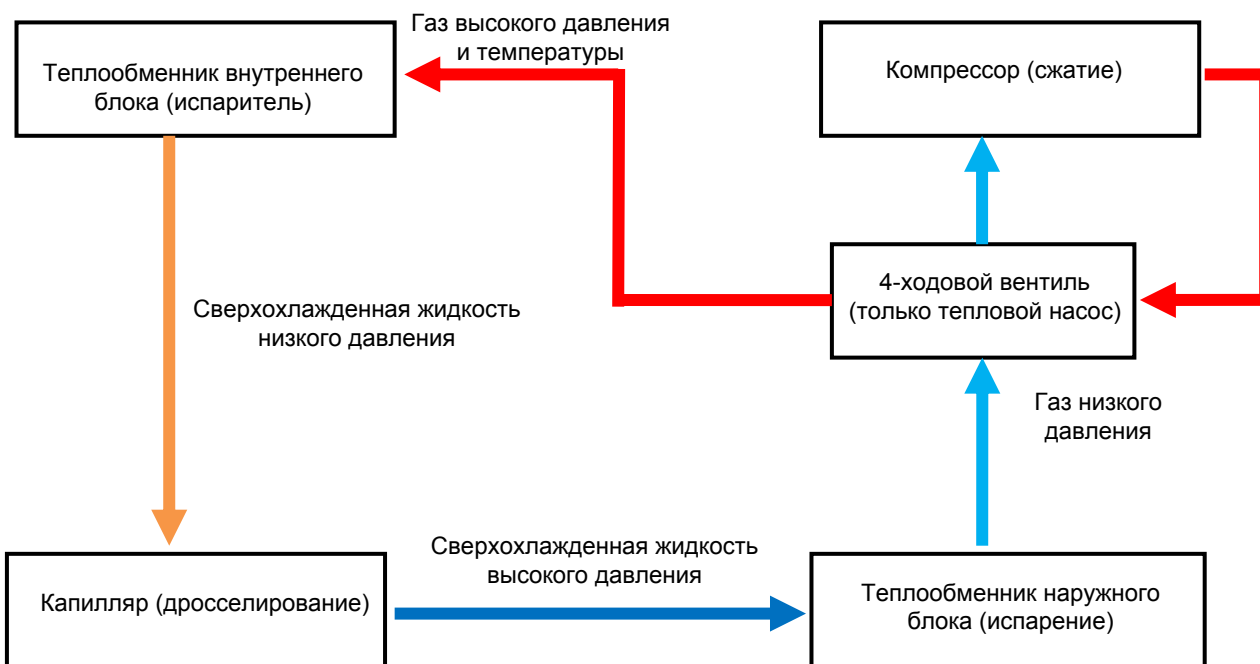 Газ высокого давления
и температуры
Теплообменник внутреннего
блока (испаритель)
Компрессор (сжатие)
4-ходовой вентиль
(только тепловой насос)
Сверхохлажденная жидкость
низкого давления
Газ низкого
давления
Сверхохлажденная жидкость
высокого давления
Капилляр (дросселирование)
Теплообменник наружного
блока (испарение)